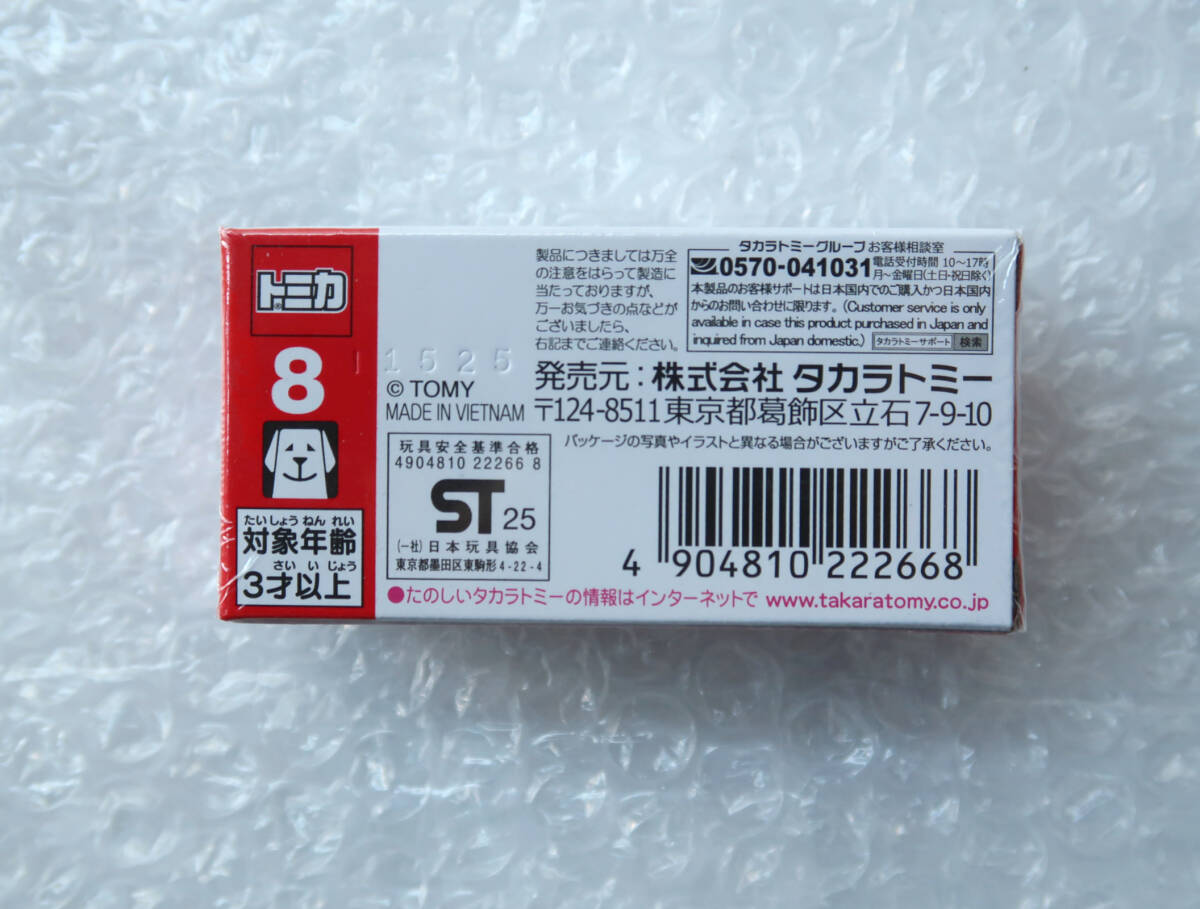 トミカ
8
たいしょうねんれい
対象年齢
さいいじょう
3才以上
1525
© TOMY
MADE IN VIETNAM
玩具安全基準合格
4904810 22266 8
ST 25
(一社)日本玩具協会
東京都墨田区東駒形4-22-4
製品につきましては万全
の注意をはらって製造に
当たっておりますが、
万一お気づきの点などが
ございましたら、
右記までご連絡ください。
タカラトミーグループ お客様相談室
0570-041031
電話受付時間 10〜17時
月〜金曜日(土日・祝日除く)
本製品のお客様サポートは日本国内でのご購入かつ日本国内
からのお問い合わせに限ります。(Customer service is only
available in case this product purchased in Japan and
inquired from Japan domestic.)
タカラトミーサポート 検索
発売元:株式会社 タカラトミー
〒124-8511東京都葛飾区立石7-9-10
パッケージの写真やイラストと異なる場合がございますがご了承ください。
4 904810 222668
●たのしいタカラトミーの情報はインターネットで www.takaratomy.co.jp